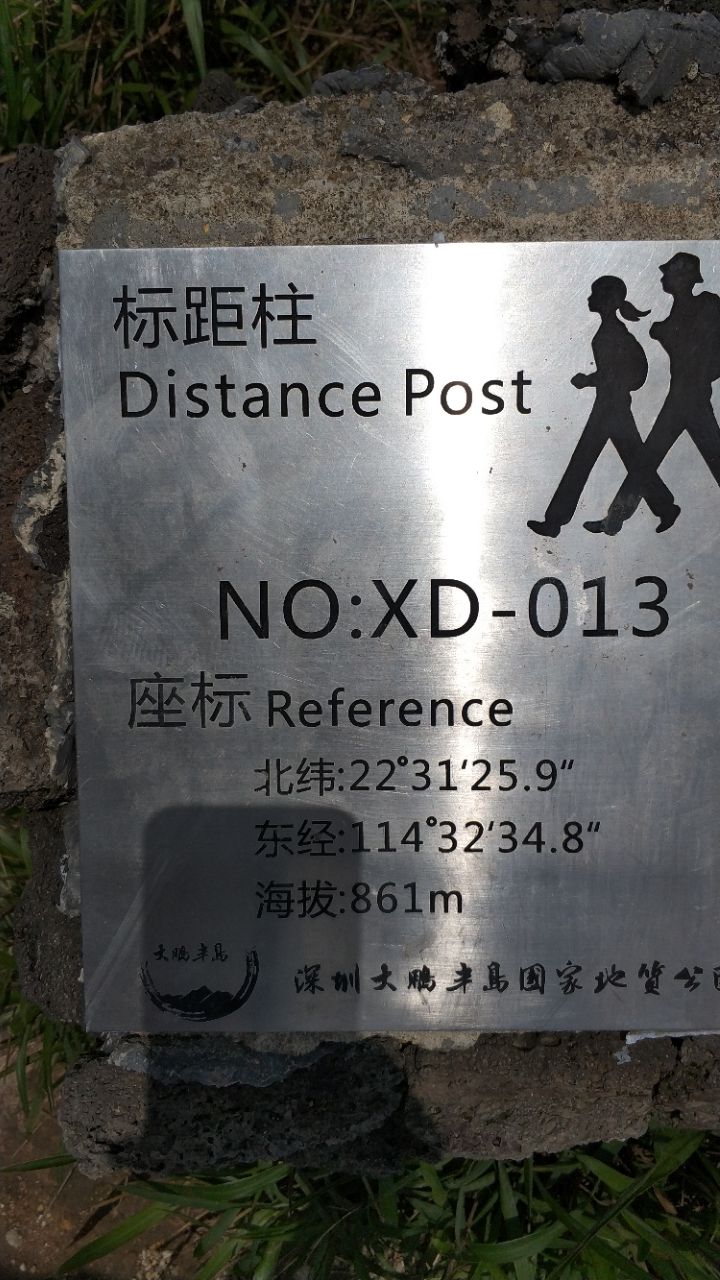 标距柱
Distance Post
NO:XD-013
座标 Reference
北纬:22°31'25.9"
东经:114°32'34.8"
海拔:861m
大鹏半島
深圳大鹏半島國家地質公